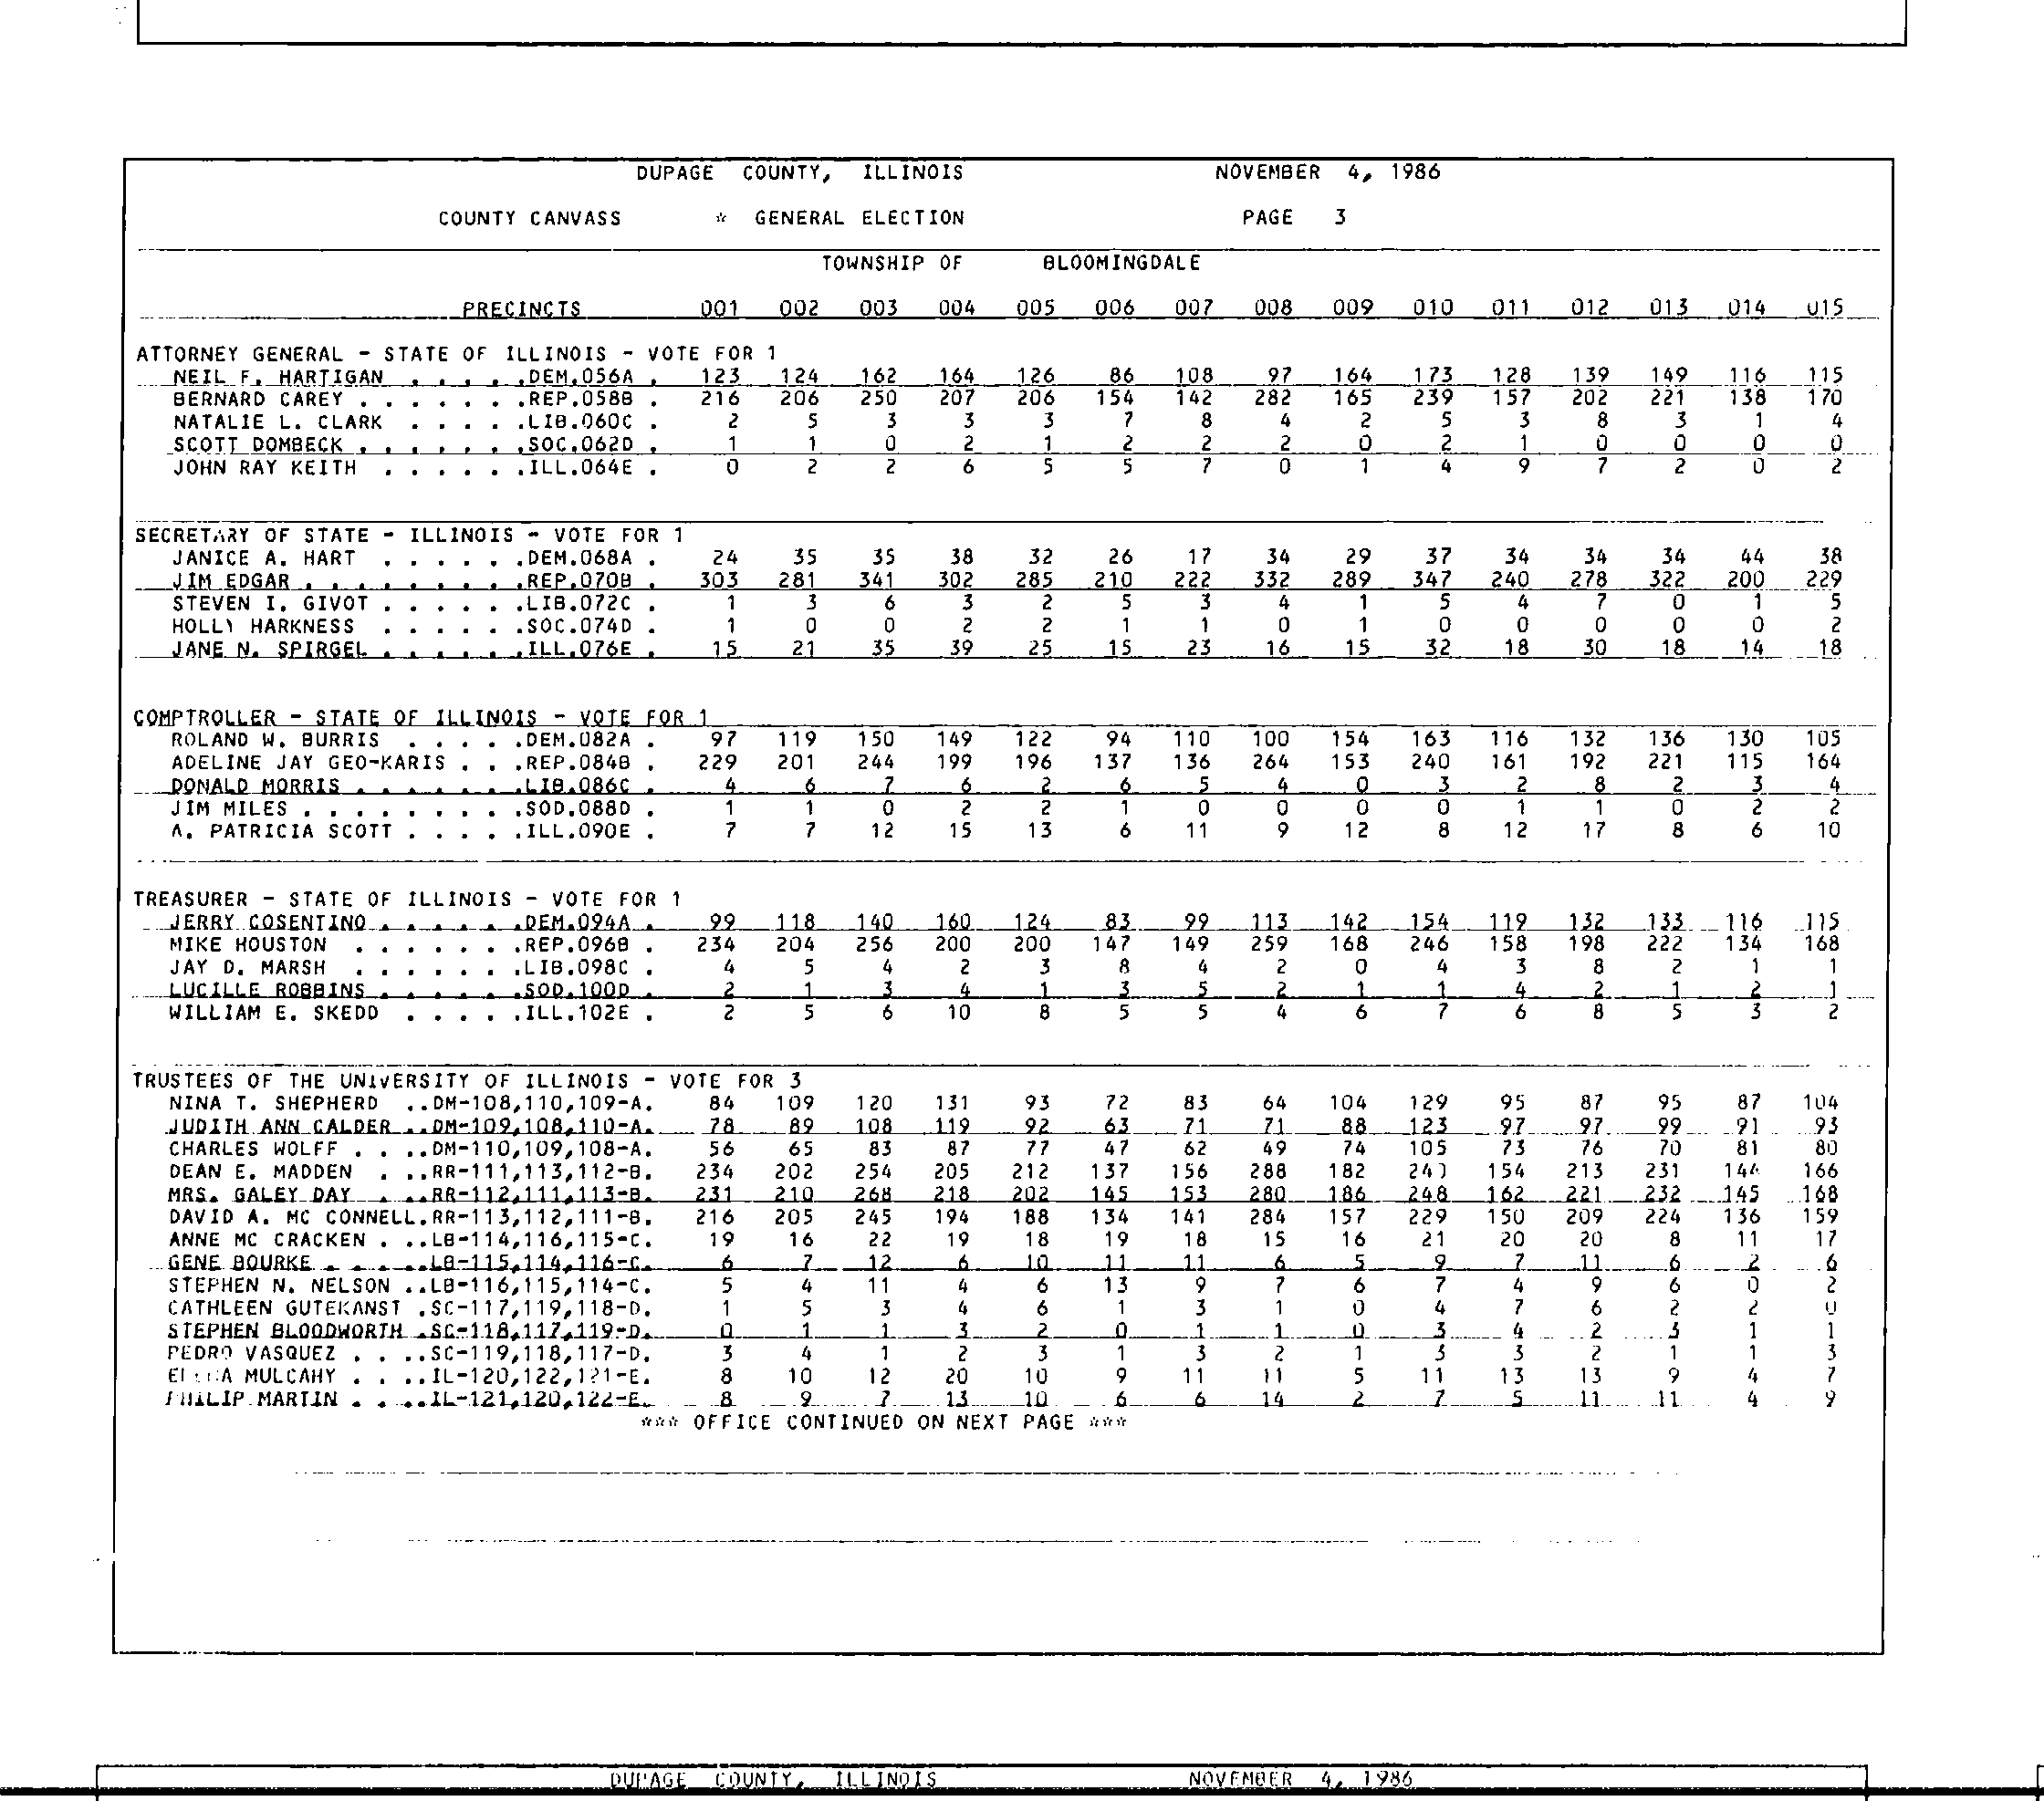 DUPAGE COUNTY, ILLINOIS NOVEMBER 4, 1986
COUNTY CANVASS * GENERAL ELECTION PAGE 3
TOWNSHIP OF BLOOMINGDALE
PRECINCTS 001 002 003 004 005 006 007 008 009 010 011 012 013 014 015
ATTORNEY GENERAL - STATE OF ILLINOIS - VOTE FOR 1
NEIL F. HARTIGAN . . . . . .DEM.056A . 123 124 162 164 126 86 108 97 164 173 128 139 149 116 115
BERNARD CAREY . . . . . . .REP.058B . 216 206 250 207 206 154 142 282 165 239 157 202 221 138 170
NATALIE L. CLARK . . . . .LIB.060C . 2 5 3 3 3 7 8 4 2 5 3 8 3 1 4
SCOTT DOMBECK . . . . . . .SOC.062D . 1 1 0 2 1 2 2 2 0 2 1 0 0 0 0
JOHN RAY KEITH . . . . . .ILL.064E . 0 2 2 6 5 5 7 0 1 4 9 7 2 0 2
SECRETARY OF STATE - ILLINOIS - VOTE FOR 1
JANICE A. HART . . . . . .DEM.068A . 24 35 35 38 32 26 17 34 29 37 34 34 34 44 38
JIM EDGAR . . . . . . . . .REP.070B . 303 281 341 302 285 210 222 332 289 347 240 278 322 200 229
STEVEN I. GIVOT . . . . . .LIB.072C . 1 3 6 3 2 5 3 4 1 5 4 7 0 1 5
HOLLY HARKNESS . . . . . .SOC.074D . 1 0 0 2 2 1 1 0 1 0 0 0 0 0 2
JANE N. SPIRGEL . . . . . .ILL.076E . 15 21 35 39 25 15 23 16 15 32 18 30 18 14 18
COMPTROLLER - STATE OF ILLINOIS - VOTE FOR 1
ROLAND W. BURRIS . . . . .DEM.082A . 97 119 150 149 122 94 110 100 154 163 116 132 136 130 105
ADELINE JAY GEO-KARIS . . .REP.084B . 229 201 244 199 196 137 136 264 153 240 161 192 221 115 164
DONALD MORRIS . . . . . . .LIB.086C . 4 6 7 6 2 6 5 4 0 3 2 8 2 3 4
JIM MILES . . . . . . . . .SOD.088D . 1 1 0 2 2 1 0 0 0 0 1 1 0 2 2
A. PATRICIA SCOTT . . . . .ILL.090E . 7 7 12 15 13 6 11 9 12 8 12 17 8 6 10
TREASURER - STATE OF ILLINOIS - VOTE FOR 1
JERRY COSENTINO . . . . . .DEM.094A . 99 118 140 160 124 83 99 113 142 154 119 132 133 116 115
MIKE HOUSTON . . . . . . .REP.096B . 234 204 256 200 200 147 149 259 168 246 158 198 222 134 168
JAY D. MARSH . . . . . . .LIB.098C . 4 5 4 2 3 8 4 2 0 4 3 8 2 1 1
LUCILLE ROBBINS . . . . . .SOD.100D . 2 1 3 4 1 3 5 2 1 1 4 2 1 2 1
WILLIAM E. SKEDD . . . . .ILL.102E . 2 5 6 10 8 5 5 4 6 7 6 8 5 3 2
TRUSTEES OF THE UNIVERSITY OF ILLINOIS - VOTE FOR 3
NINA T. SHEPHERD ..DM-108,110,109-A. 84 109 120 131 93 72 83 64 104 129 95 87 95 87 104
JUDITH ANN CALDER ..DM-109,108,110-A. 78 89 108 119 92 63 71 71 88 123 97 97 99 91 93
CHARLES WOLFF . . ..DM-110,109,108-A. 56 65 83 87 77 47 62 49 74 105 73 76 70 81 80
DEAN E. MADDEN . ..RR-111,113,112-B. 234 202 254 205 212 137 156 288 182 154 213 231 144 166
MRS. GALEY DAY . ..RR-112,111,113-B. 231 210 268 218 202 145 153 280 186 248 162 221 232 145 168
DAVID A. MC CONNELL.RR-113,112,111-B. 216 205 245 194 188 134 141 284 157 229 150 209 224 136 159
ANNE MC CRACKEN . ..LB-114,116,115-C. 19 16 22 19 18 19 18 15 16 21 20 20 8 11 17
GENE BOURKE . . . ..LB-115,114,116-C. 6 7 12 6 10 11 11 6 5 9 7 11 6 2 6
STEPHEN N. NELSON ..LB-116,115,114-C. 5 4 11 4 6 13 9 7 6 7 4 9 6 0 2
CATHLEEN GUTEKANST .SC-117,119,118-D. 1 5 3 4 6 1 3 1 0 4 7 6 2 2 0
STEPHEN BLOODWORTH .SC-118,117,119-D. 0 1 1 3 2 0 1 1 0 3 4 2 3 1 1
PEDRO VASQUEZ . . ..SC-119,118,117-D. 3 4 1 2 3 1 3 2 1 3 3 2 1 1 3
MULCAHY . . ..IL-120,122,121-E. 8 10 12 20 10 9 11 11 5 11 13 13 9 4 7
PHILIP MARTIN . . ..IL-121,120,122-E. 8 9 7 13 10 6 6 14 2 7 5 11 11 4 9
*** OFFICE CONTINUED ON NEXT PAGE ***
DUPAGE COUNTY, ILLINOIS NOVEMBER 4, 1986